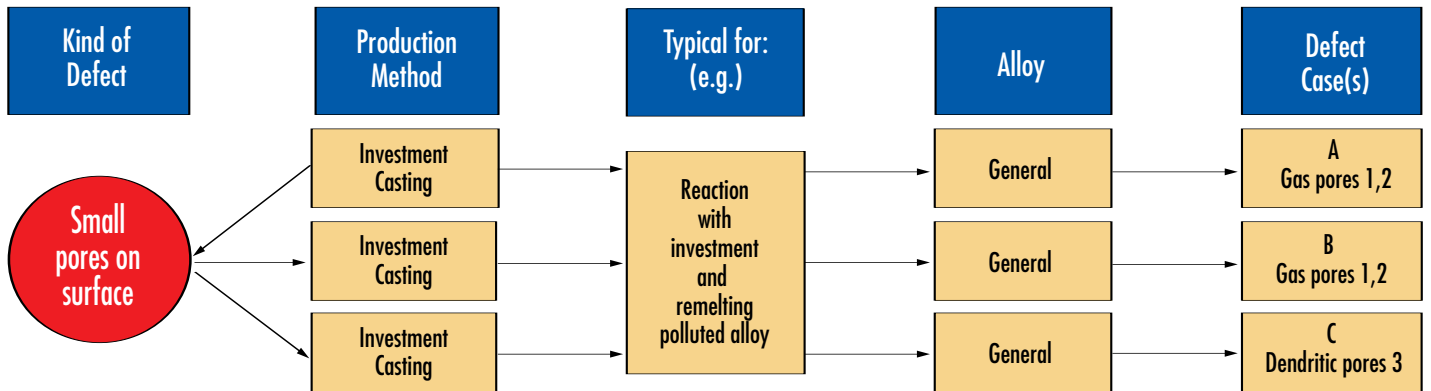 Kind of
Defect
Production
Method
Typical for:
(e.g.)
Alloy
Defect
Case(s)
Small
pores on
surface
Investment
Casting
Investment
Casting
Investment
Casting
Reaction
with
investment
and
remelting
polluted alloy
General
General
General
A
Gas pores 1,2
B
Gas pores 1,2
C
Dendritic pores 3